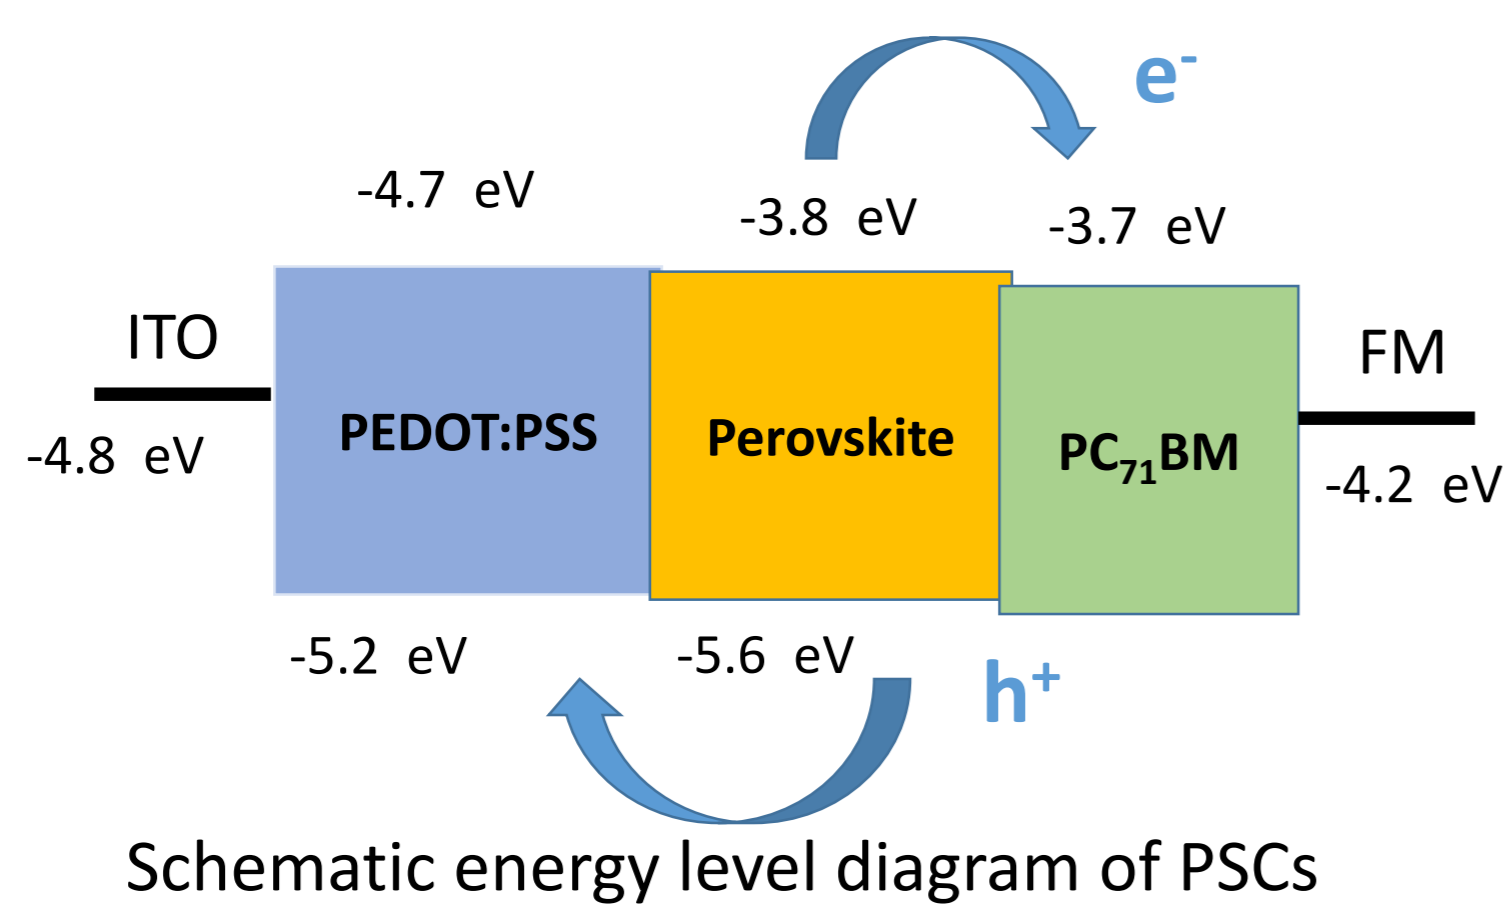 e-
-4.7 eV
-3.8 eV
-3.7 eV
ITO
FM
-4.8 eV
PEDOT:PSS
Perovskite
PC71BM
-4.2 eV
-5.2 eV
-5.6 eV
h+
Schematic energy level diagram of PSCs